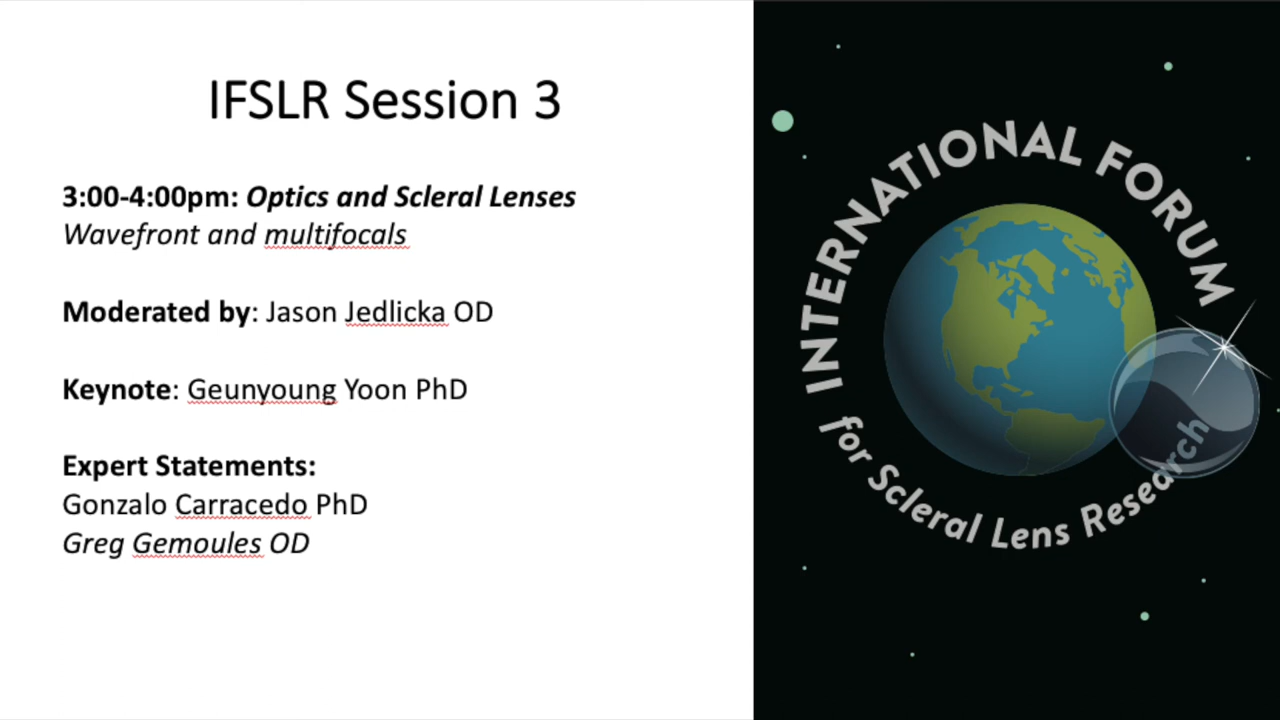 IFSLR Session 3
3:00-4:00pm: Optics and Scleral Lenses
Wavefront and multifocals
Moderated by: Jason Jedlicka OD
Keynote: Geunyoung Yoon PhD
Expert Statements:
Gonzalo Carracedo PhD
Greg Gemoules OD
INTERNATIONAL FORUM
for Scleral Lens Research